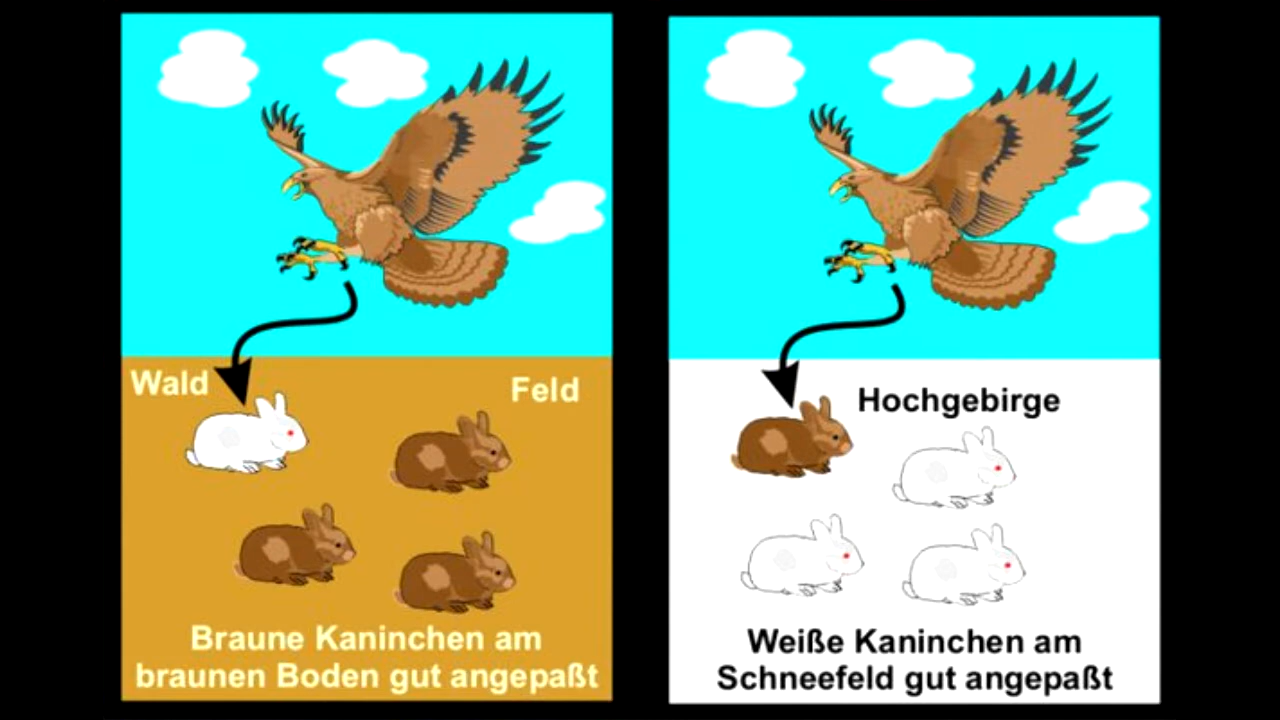 Wald
Feld
Braune Kaninchen am
braunen Boden gut angepaßt
Hochgebirge
Weiße Kaninchen am
Schneefeld gut angepaßt